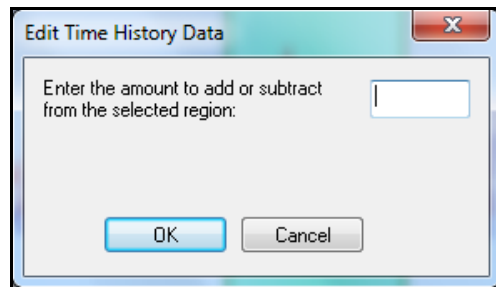 Edit Time History Data
Enter the amount to add or subtract
from the selected region:
OK
Cancel